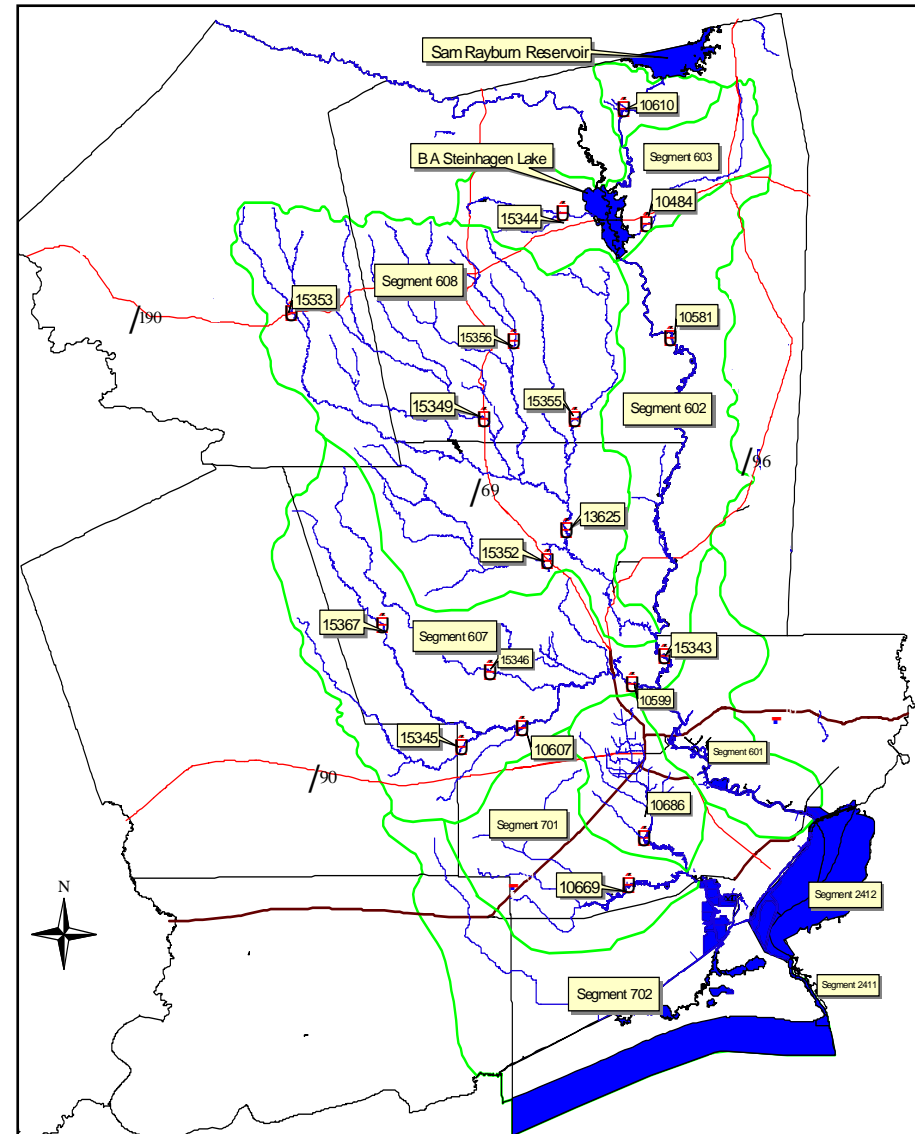 Sam Rayburn Reservoir
10610
B A Steinhagen Lake
Segment 603
15344
10484
Segment 608
15353
190
15356
10581
15349
15355
Segment 602
96
69
13625
15352
15367
Segment 607
15343
15346
10599
15345
10607
Segment 601
90
10686
Segment 701
10669
Segment 2412
N
Segment 702
Segment 2411